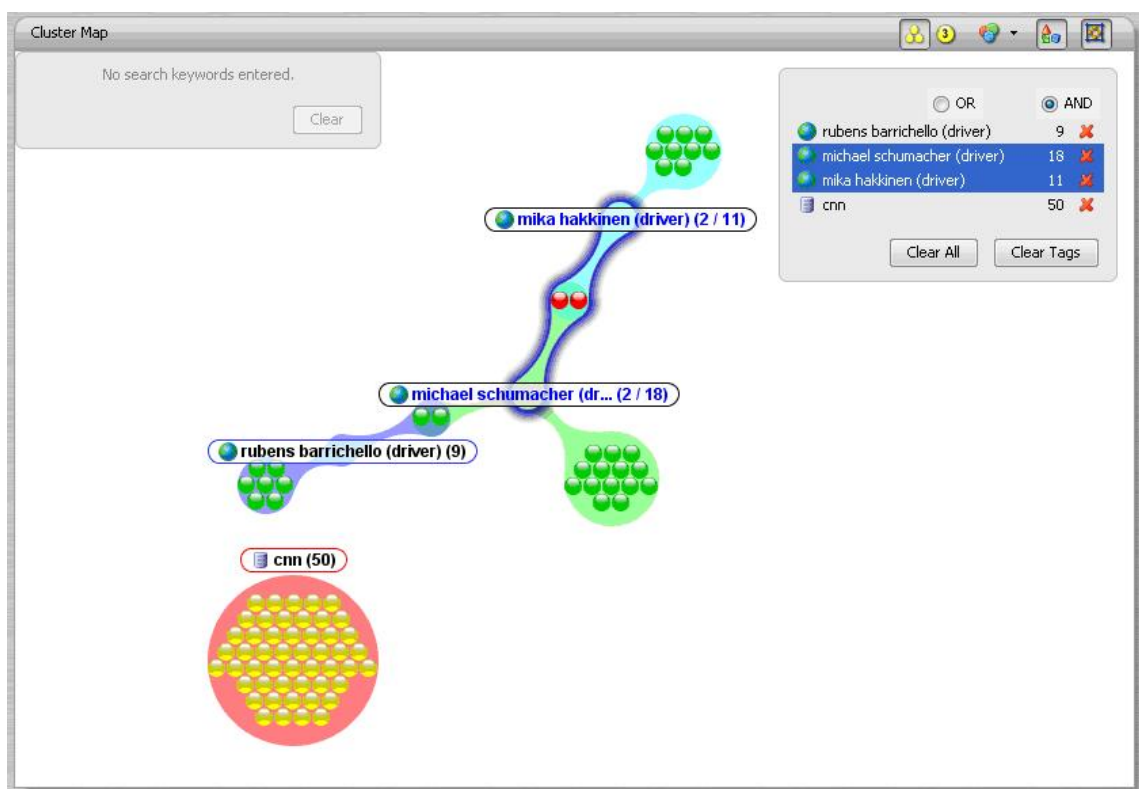 Cluster Map
3
No search keywords entered.
Clear
OR AND
rubens barrichello (driver) 9
michael schumacher (driver) 18
mika hakkinen (driver) 11
cnn 50
Clear All Clear Tags
mika hakkinen (driver) (2 / 11)
michael schumacher (dr... (2 / 18)
rubens barrichello (driver) (9)
cnn (50)